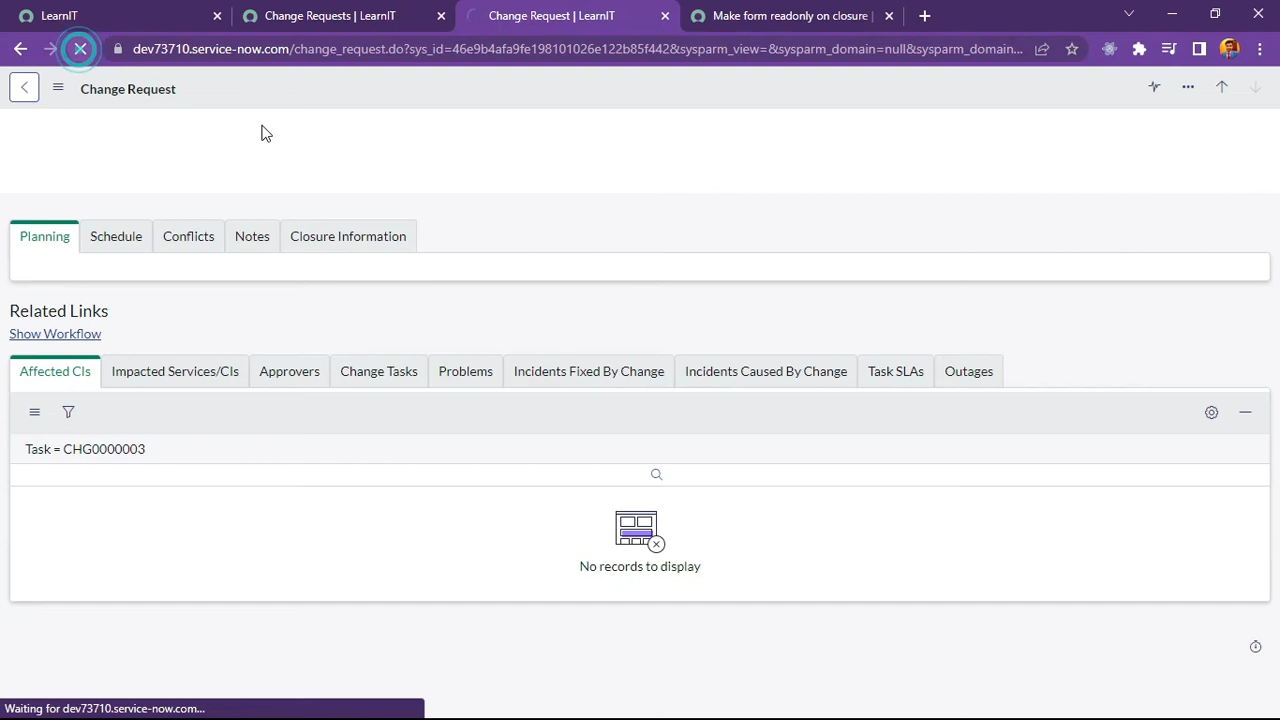 LearnIT
Change Requests | LearnIT
Change Request | LearnIT
Make form readonly on closure |
dev73710.service-now.com/change_request.do?sys_id=46e9b4afa9fe198101026e122b85f442&sysparm_view=&sysparm_domain=null&sysparm_domain...
Change Request
Planning
Schedule
Conflicts
Notes
Closure Information
Related Links
Show Workflow
Affected CIs
Impacted Services/CIs
Approvers
Change Tasks
Problems
Incidents Fixed By Change
Incidents Caused By Change
Task SLAs
Outages
Task = CHG0000003
No records to display
Waiting for dev73710.service-now.com...